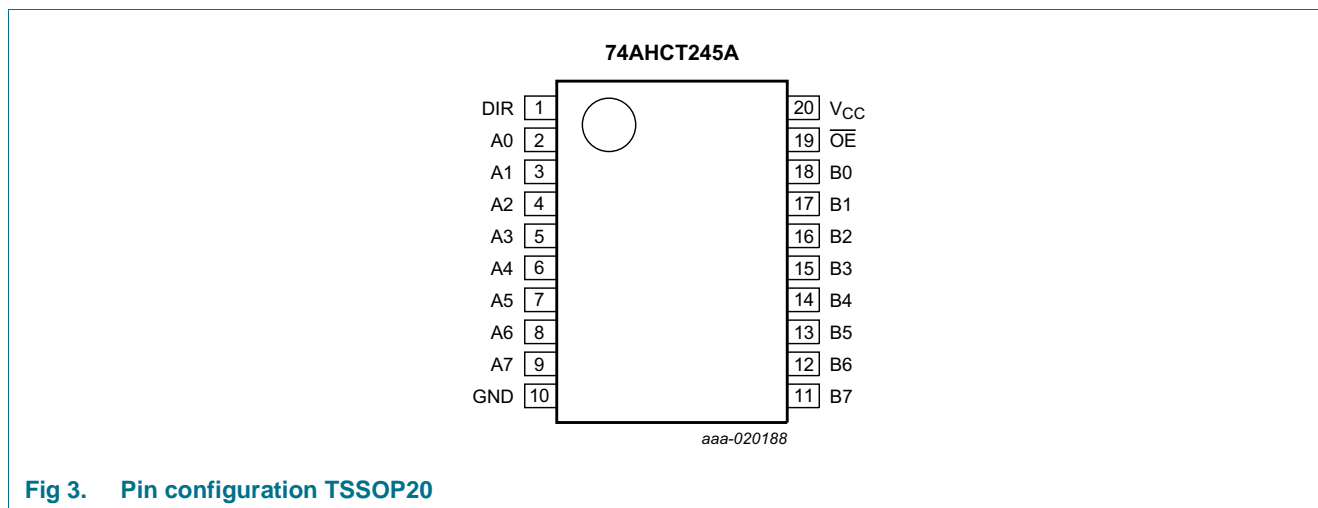 74AHCT245A
DIR 1 20 VCC
A0 2 19 O̅E̅
A1 3 18 B0
A2 4 17 B1
A3 5 16 B2
A4 6 15 B3
A5 7 14 B4
A6 8 13 B5
A7 9 12 B6
GND 10 11 B7
aaa-020188
Fig 3. Pin configuration TSSOP20